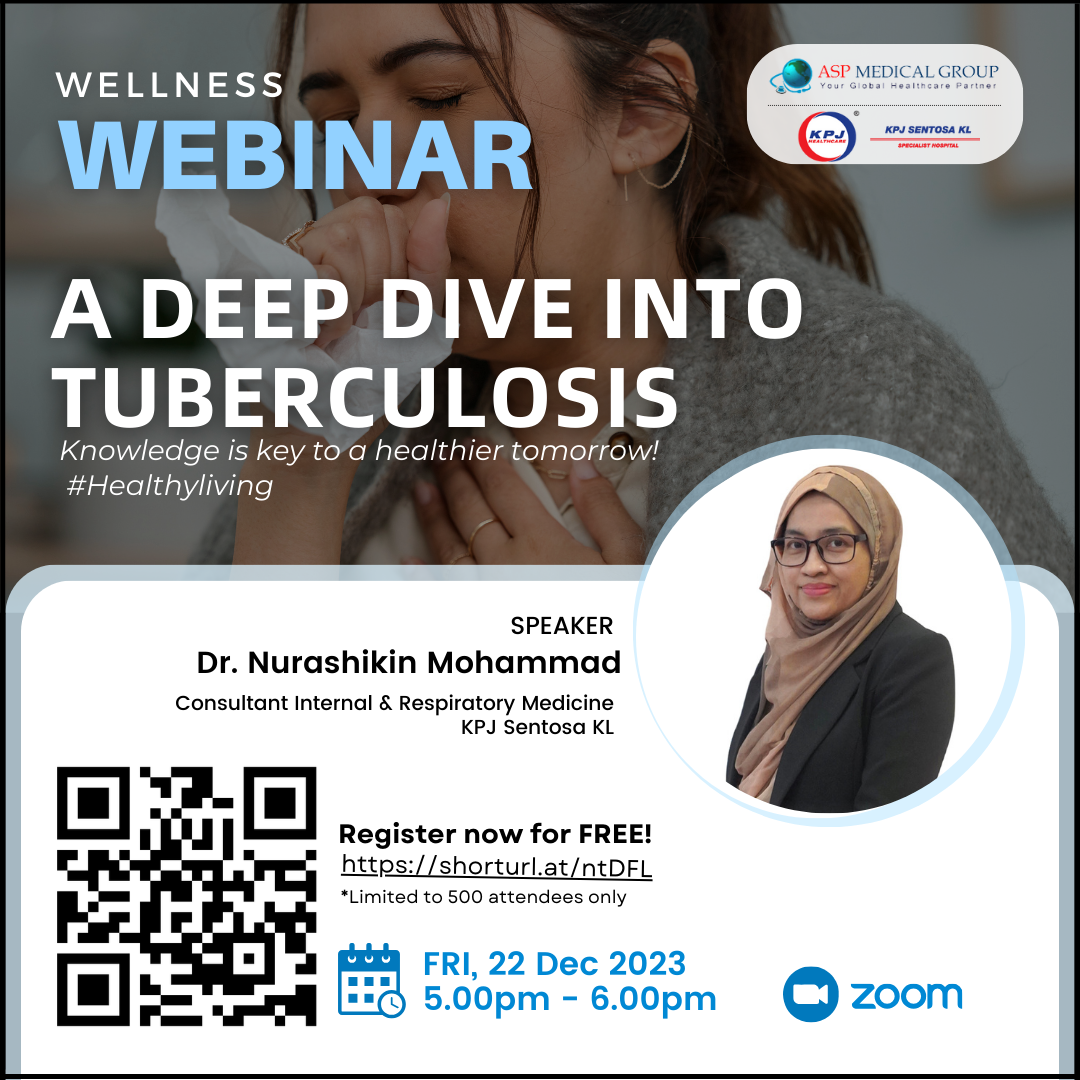 WELLNESS
WEBINAR
ASP MEDICAL GROUP
Your Global Healthcare Partner
KPJ
HEALTHCARE
®
KPJ SENTOSA KL
SPECIALIST HOSPITAL
A DEEP DIVE INTO
TUBERCULOSIS
Knowledge is key to a healthier tomorrow!
#Healthyliving
SPEAKER
Dr. Nurashikin Mohammad
Consultant Internal & Respiratory Medicine
KPJ Sentosa KL
Register now for FREE!
https://shorturl.at/ntDFL
*Limited to 500 attendees only
FRI, 22 Dec 2023
5.00pm - 6.00pm
zoom